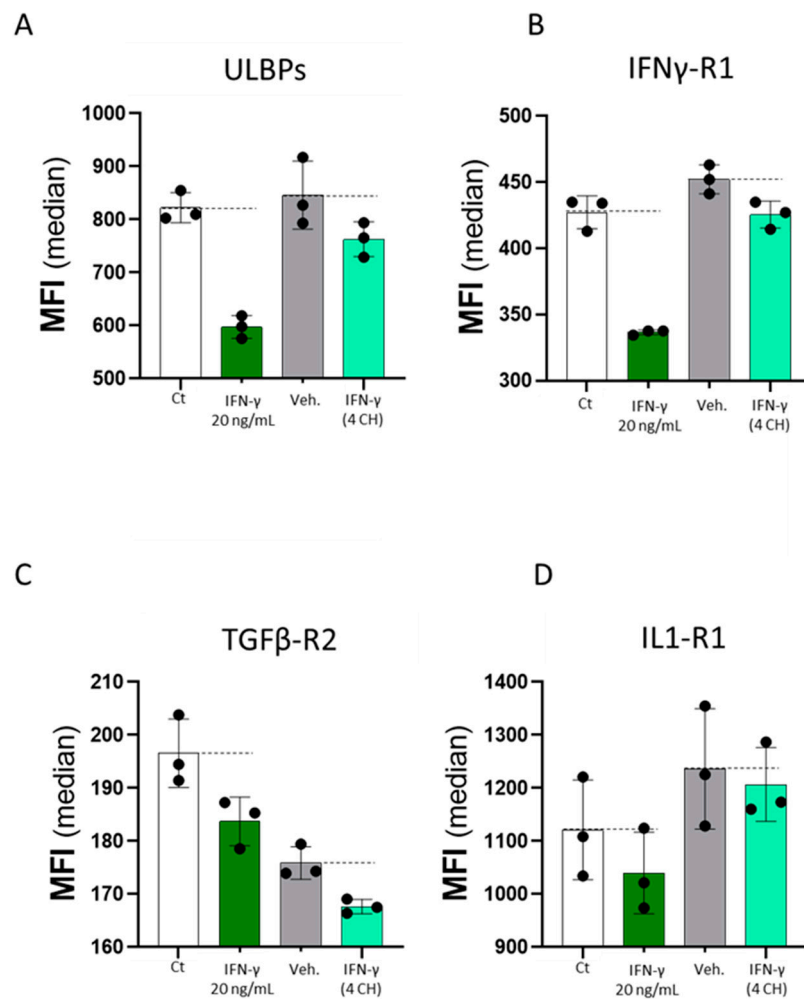 A
ULBPs
MFI (median)
1000
900
800
700
600
500
Ct
IFN-γ
20 ng/mL
Veh.
IFN-γ
(4 CH)
B
IFNγ-R1
MFI (median)
500
450
400
350
300
Ct
IFN-γ
20 ng/mL
Veh.
IFN-γ
(4 CH)
C
TGFβ-R2
MFI (median)
210
200
190
180
170
160
Ct
IFN-γ
20 ng/mL
Veh.
IFN-γ
(4 CH)
D
IL1-R1
MFI (median)
1400
1300
1200
1100
1000
900
Ct
IFN-γ
20 ng/mL
Veh.
IFN-γ
(4 CH)